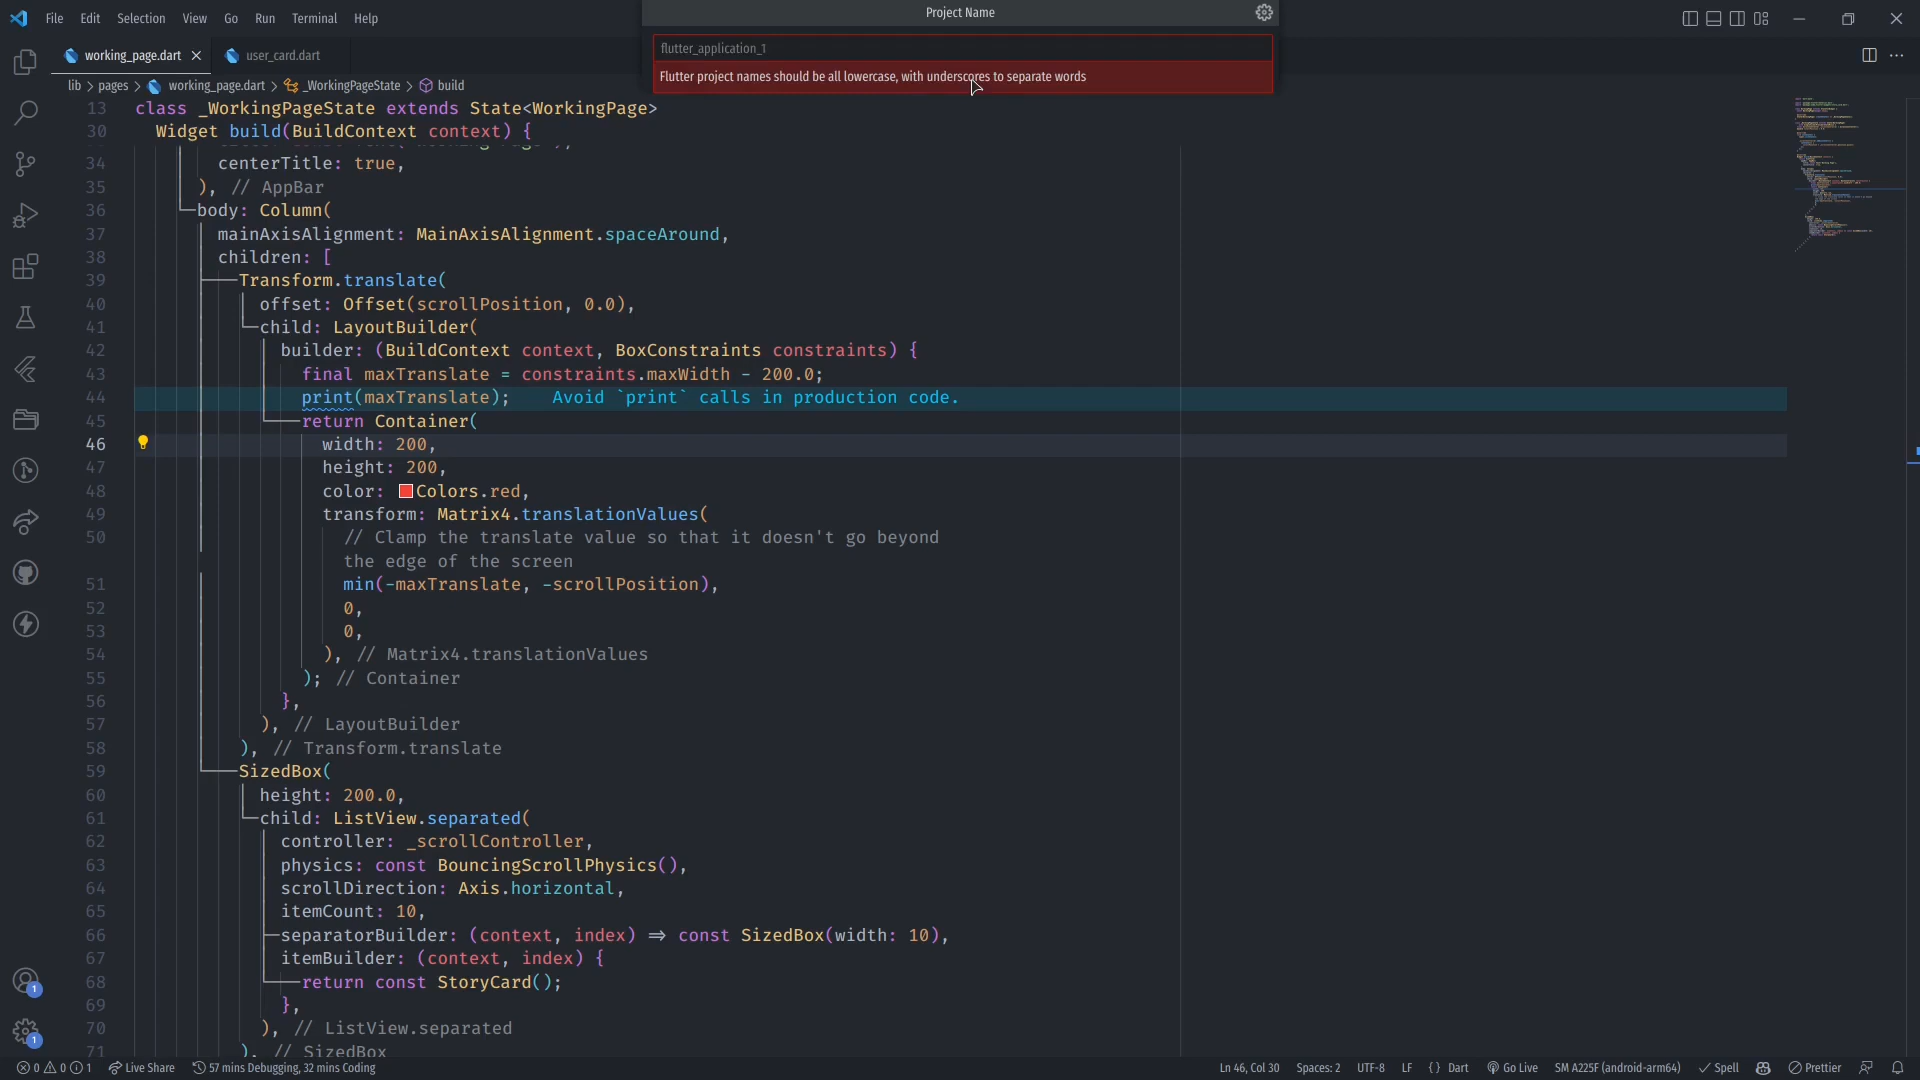 File Edit Selection View Go Run Terminal Help
Project Name
flutter_application_1
Flutter project names should be all lowercase, with underscores to separate words
working_page.dart
user_card.dart
lib > pages > working_page.dart > _WorkingPageState > build
13 class _WorkingPageState extends State<WorkingPage>
30 Widget build(BuildContext context) {
34 centerTitle: true,
35 ), // AppBar
36 body: Column(
37 mainAxisAlignment: MainAxisAlignment.spaceAround,
38 children: [
39 Transform.translate(
40 offset: Offset(scrollPosition, 0.0),
41 child: LayoutBuilder(
42 builder: (BuildContext context, BoxConstraints constraints) {
43 final maxTranslate = constraints.maxWidth - 200.0;
44 print(maxTranslate); Avoid `print` calls in production code.
45 return Container(
46 width: 200,
47 height: 200,
48 color: Colors.red,
49 transform: Matrix4.translationValues(
50 // Clamp the translate value so that it doesn't go beyond
the edge of the screen
51 min(-maxTranslate, -scrollPosition),
52 0,
53 0,
54 ), // Matrix4.translationValues
55 ); // Container
56 },
57 ), // LayoutBuilder
58 ), // Transform.translate
59 SizedBox(
60 height: 200.0,
61 child: ListView.separated(
62 controller: _scrollController,
63 physics: const BouncingScrollPhysics(),
64 scrollDirection: Axis.horizontal,
65 itemCount: 10,
66 separatorBuilder: (context, index) => const SizedBox(width: 10),
67 itemBuilder: (context, index) {
68 return const StoryCard();
69 },
70 ), // ListView.separated
71 ), // SizedBox
1
1
0 0 1 Live Share 57 mins Debugging, 32 mins Coding
Ln 46, Col 30 Spaces: 2 UTF-8 LF {} Dart Go Live SM A225F (android-arm64) Spell Prettier